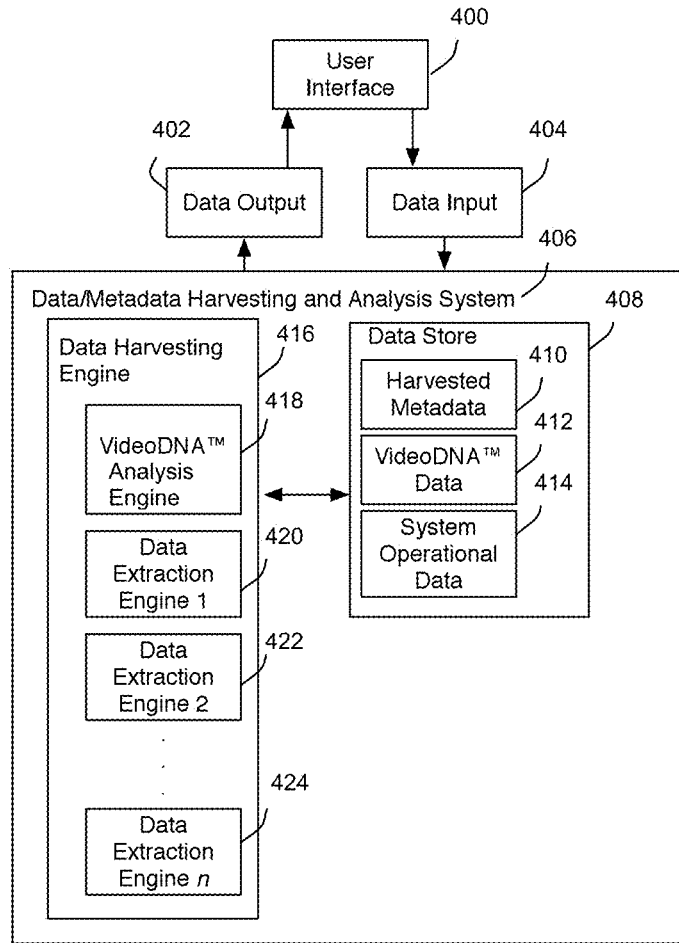 400
User
Interface
402
404
Data Output
Data Input
406
Data/Metadata Harvesting and Analysis System
408
416
Data Harvesting
Engine
Data Store
410
Harvested
Metadata
418
VideoDNA™
Analysis
Engine
412
VideoDNA™
Data
414
System
Operational
Data
420
Data
Extraction
Engine 1
422
Data
Extraction
Engine 2
.
.
.
424
Data
Extraction
Engine n